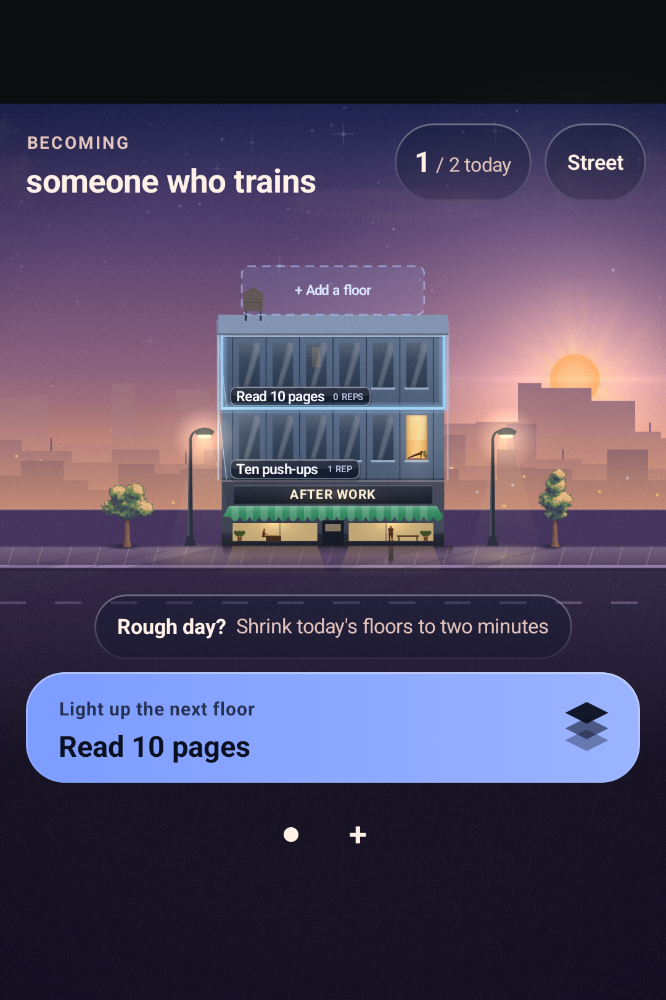 BECOMING
someone who trains
1 / 2 today
Street
+ Add a floor
Read 10 pages 0 REPS
Ten push-ups 1 REP
AFTER WORK
Rough day? Shrink today's floors to two minutes
Light up the next floor
Read 10 pages
+